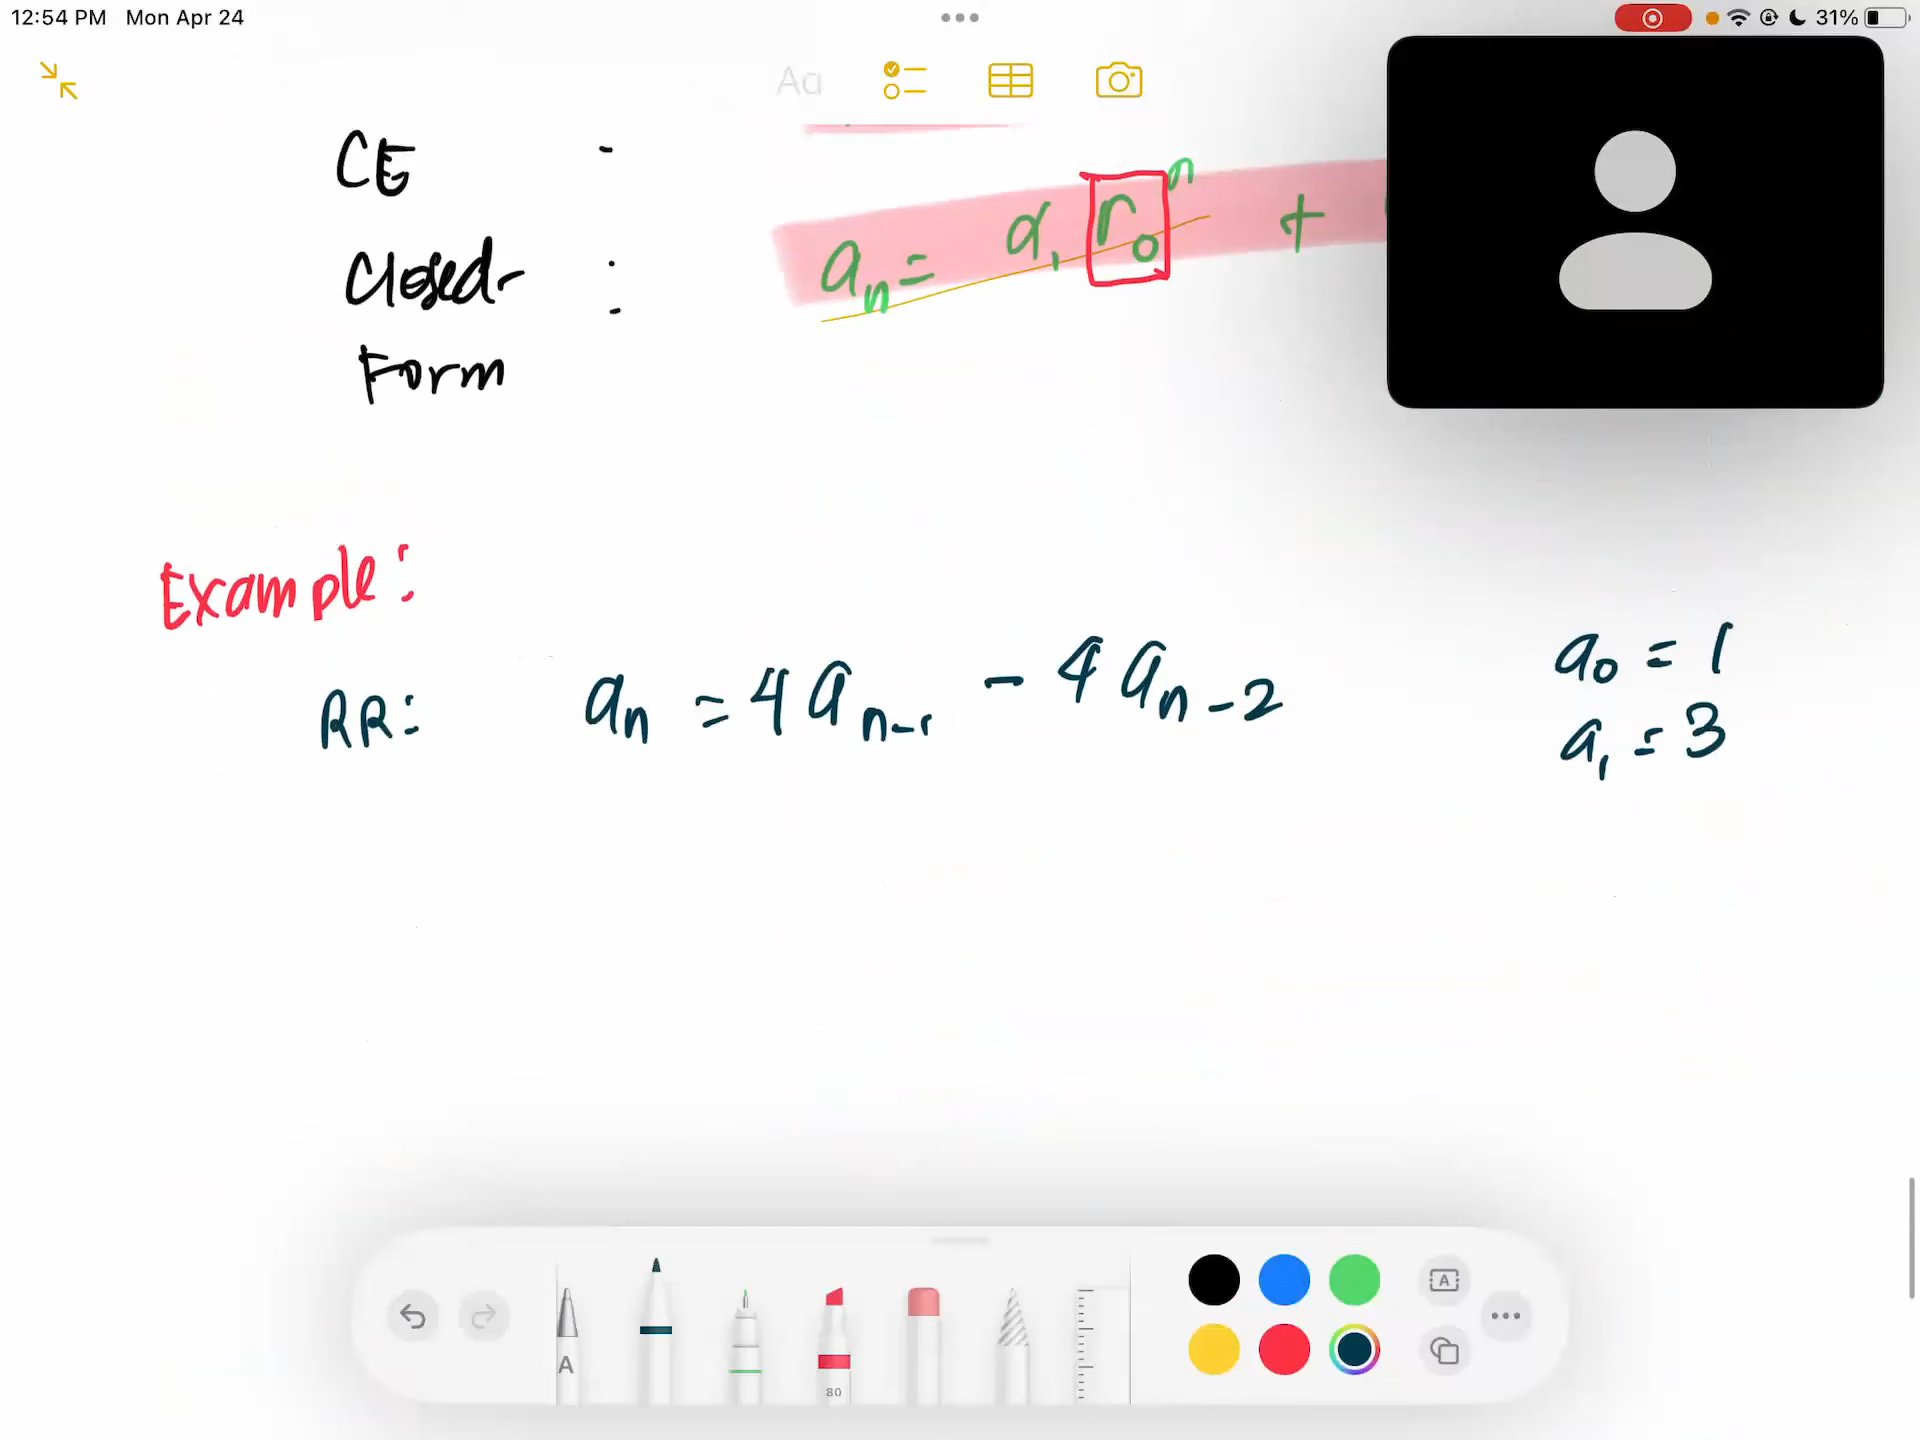 12:54 PM Mon Apr 24
31%
Aa
CE :
aₙ = α₁ r₀ⁿ +
Closed- :
Form
Example:
RR: aₙ = 4aₙ₋₁ - 4aₙ₋₂
a₀ = 1
a₁ = 3
A
80
A